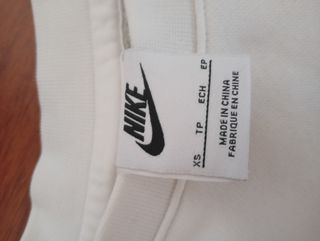 NIKE
XS TP ECH EP
MADE IN CHINA
FABRIQUE EN CHINE